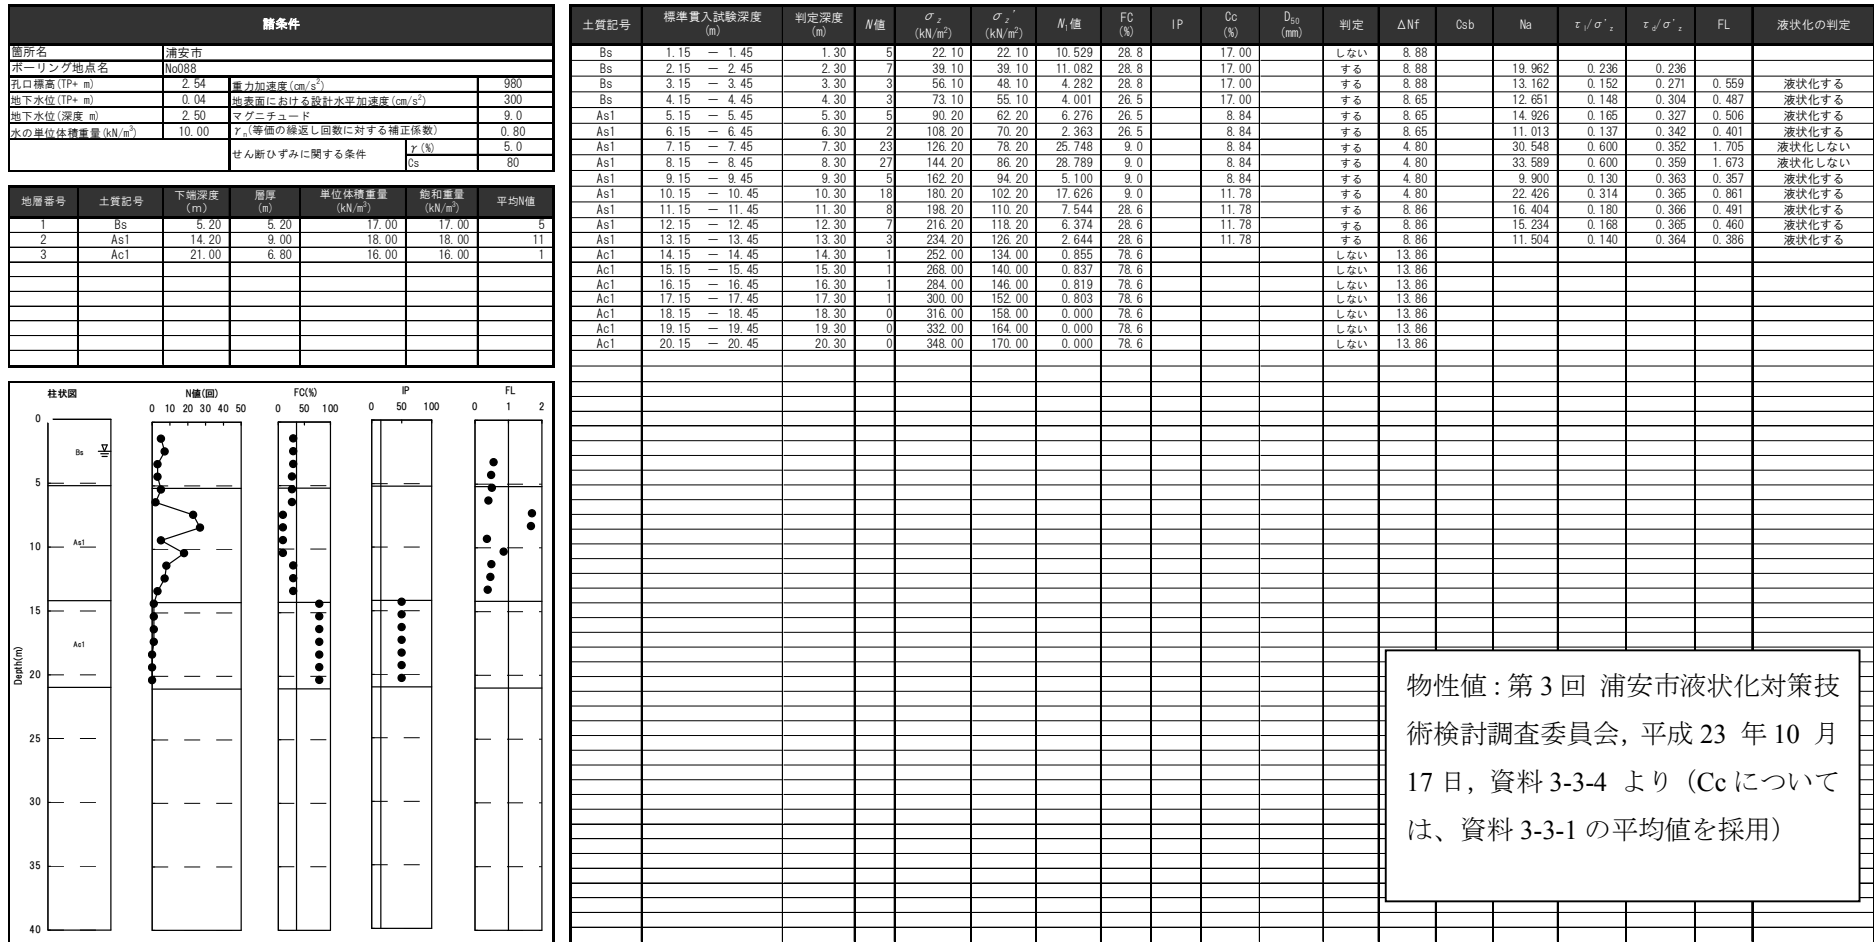 諸条件
箇所名 浦安市
ボーリング地点名 No088
孔口標高(TP+ m) 2.54 重力加速度(cm/s²) 980
地下水位(TP+ m) 0.04 地表面における設計水平加速度(cm/s²) 300
地下水位(深度 m) 2.50 マグニチュード 9.0
水の単位体積重量(kN/m³) 10.00 γn(等価の繰返し回数に対する補正係数) 0.80
せん断ひずみに関する条件 γ(%) 5.0
Cs 80
地層番号 土質記号 下端深度(m) 層厚(m) 単位体積重量(kN/m³) 飽和重量(kN/m³) 平均N値
1 Bs 5.20 5.20 17.00 17.00 5
2 As1 14.20 9.00 18.00 18.00 11
3 Ac1 21.00 6.80 16.00 16.00 1
柱状図 N値(回) FC(%) IP FL
0 10 20 30 40 50 0 50 100 0 50 100 0 1 2
0
Bs
5
As1
10
15
Ac1
Depth(m)
20
25
30
35
40
土質記号 標準貫入試験深度(m) 判定深度(m) N値 σz(kN/m²) σz'(kN/m²) N1値 FC(%) IP Cc(%) D50(mm) 判定 ΔNf Csb Na τl/σ'z τd/σ'z FL 液状化の判定
Bs 1.15 － 1.45 1.30 5 22.10 22.10 10.529 28.8 17.00 しない 8.88
Bs 2.15 － 2.45 2.30 7 39.10 39.10 11.082 28.8 17.00 する 8.88 19.962 0.236 0.236
Bs 3.15 － 3.45 3.30 3 56.10 48.10 4.282 28.8 17.00 する 8.88 13.162 0.152 0.271 0.559 液状化する
Bs 4.15 － 4.45 4.30 3 73.10 55.10 4.001 26.5 17.00 する 8.65 12.651 0.148 0.304 0.487 液状化する
As1 5.15 － 5.45 5.30 5 90.20 62.20 6.276 26.5 8.84 する 8.65 14.926 0.165 0.327 0.506 液状化する
As1 6.15 － 6.45 6.30 2 108.20 70.20 2.363 26.5 8.84 する 8.65 11.013 0.137 0.342 0.401 液状化する
As1 7.15 － 7.45 7.30 23 126.20 78.20 25.748 9.0 8.84 する 4.80 30.548 0.600 0.352 1.705 液状化しない
As1 8.15 － 8.45 8.30 27 144.20 86.20 28.789 9.0 8.84 する 4.80 33.589 0.600 0.359 1.673 液状化しない
As1 9.15 － 9.45 9.30 5 162.20 94.20 5.100 9.0 8.84 する 4.80 9.900 0.130 0.363 0.357 液状化する
As1 10.15 － 10.45 10.30 18 180.20 102.20 17.626 9.0 11.78 する 4.80 22.426 0.314 0.365 0.861 液状化する
As1 11.15 － 11.45 11.30 8 198.20 110.20 7.544 28.6 11.78 する 8.86 16.404 0.180 0.366 0.491 液状化する
As1 12.15 － 12.45 12.30 7 216.20 118.20 6.374 28.6 11.78 する 8.86 15.234 0.168 0.365 0.460 液状化する
As1 13.15 － 13.45 13.30 3 234.20 126.20 2.644 28.6 11.78 する 8.86 11.504 0.140 0.364 0.386 液状化する
Ac1 14.15 － 14.45 14.30 1 252.00 134.00 0.855 78.6 しない 13.86
Ac1 15.15 － 15.45 15.30 1 268.00 140.00 0.837 78.6 しない 13.86
Ac1 16.15 － 16.45 16.30 1 284.00 146.00 0.819 78.6 しない 13.86
Ac1 17.15 － 17.45 17.30 1 300.00 152.00 0.803 78.6 しない 13.86
Ac1 18.15 － 18.45 18.30 0 316.00 158.00 0.000 78.6 しない 13.86
Ac1 19.15 － 19.45 19.30 0 332.00 164.00 0.000 78.6 しない 13.86
Ac1 20.15 － 20.45 20.30 0 348.00 170.00 0.000 78.6 しない 13.86
物性値：第3回 浦安市液状化対策技
術検討調査委員会，平成23 年10 月
17日，資料3-3-4 より（Ccについて
は、資料3-3-1の平均値を採用）